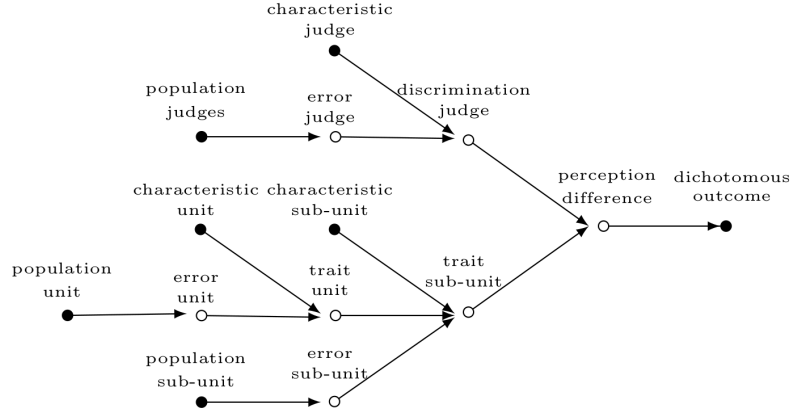 characteristic
judge
population
judges
error
judge
discrimination
judge
characteristic
unit
characteristic
sub-unit
perception
difference
dichotomous
outcome
population
unit
error
unit
trait
unit
trait
sub-unit
population
sub-unit
error
sub-unit